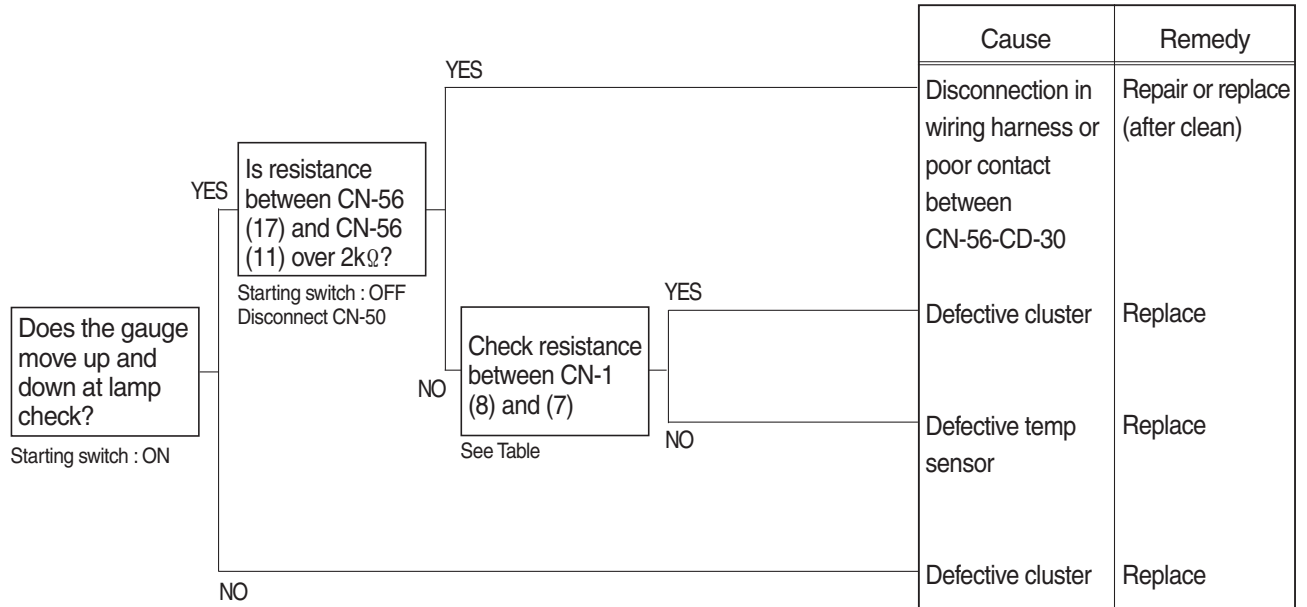 Cause
Remedy
YES
Disconnection in
wiring harness or
poor contact
between
CN-56-CD-30
Repair or replace
(after clean)
YES
Is resistance
between CN-56
(17) and CN-56
(11) over 2kΩ?
Starting switch : OFF
Disconnect CN-50
YES
Defective cluster
Replace
Does the gauge
move up and
down at lamp
check?
Starting switch : ON
NO
Check resistance
between CN-1
(8) and (7)
See Table
NO
Defective temp
sensor
Replace
NO
Defective cluster
Replace